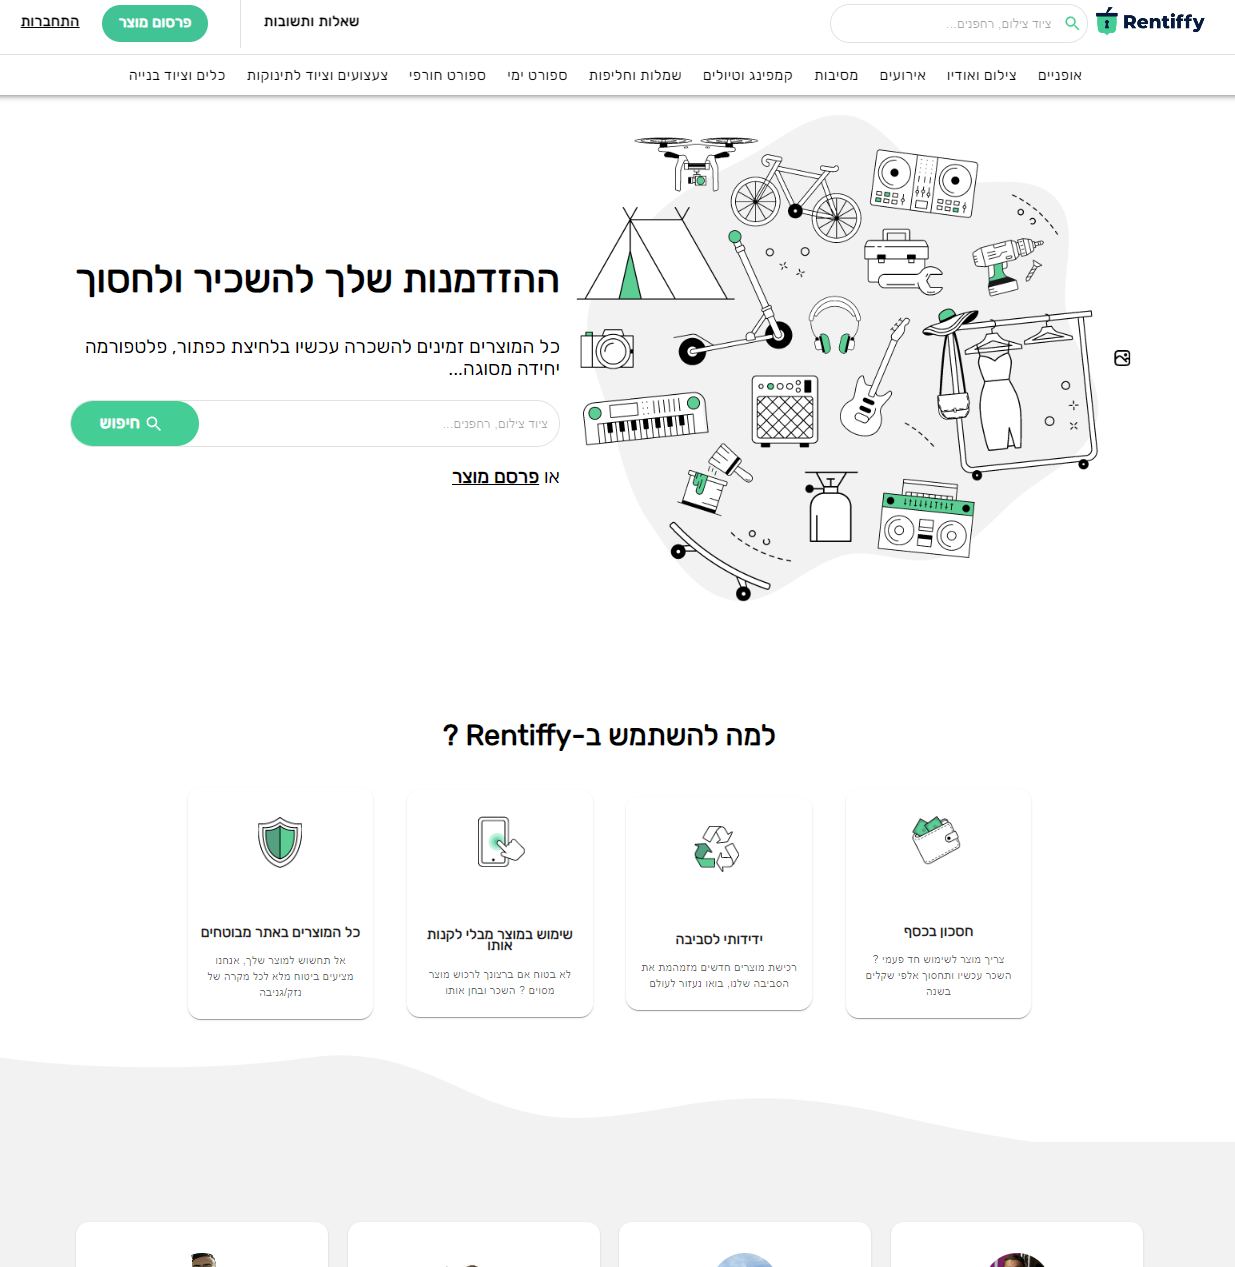 Rentiffy
ציוד צילום, רחפנים...
שאלות ותשובות
פרסום מוצר
התחברות
אופניים
צילום ואודיו
אירועים
מסיבות
קמפינג וטיולים
שמלות וחליפות
ספורט ימי
ספורט חורפי
צעצועים וציוד לתינוקות
כלים וציוד בנייה
ההזדמנות שלך להשכיר ולחסוך
כל המוצרים זמינים להשכרה עכשיו בלחיצת כפתור, פלטפורמה
יחידה מסוגה...
ציוד צילום, רחפנים...
חיפוש
או פרסם מוצר
למה להשתמש ב-Rentiffy ?
חסכון בכסף
צריך מוצר לשימוש חד פעמי ?
השכר עכשיו ותחסוך אלפי שקלים
בשנה
ידידותי לסביבה
רכישת מוצרים חדשים מזמהמת את
הסביבה שלנו, בואו נעזור לעולם
שימוש במוצר מבלי לקנות
אותו
לא בטוח אם ברצונך לרכוש מוצר
מסוים ? השכר ובחן אותו
כל המוצרים באתר מבוטחים
אל תחשוש למוצר שלך, אנחנו
מציעים ביטוח מלא לכל מקרה של
נזק/גניבה